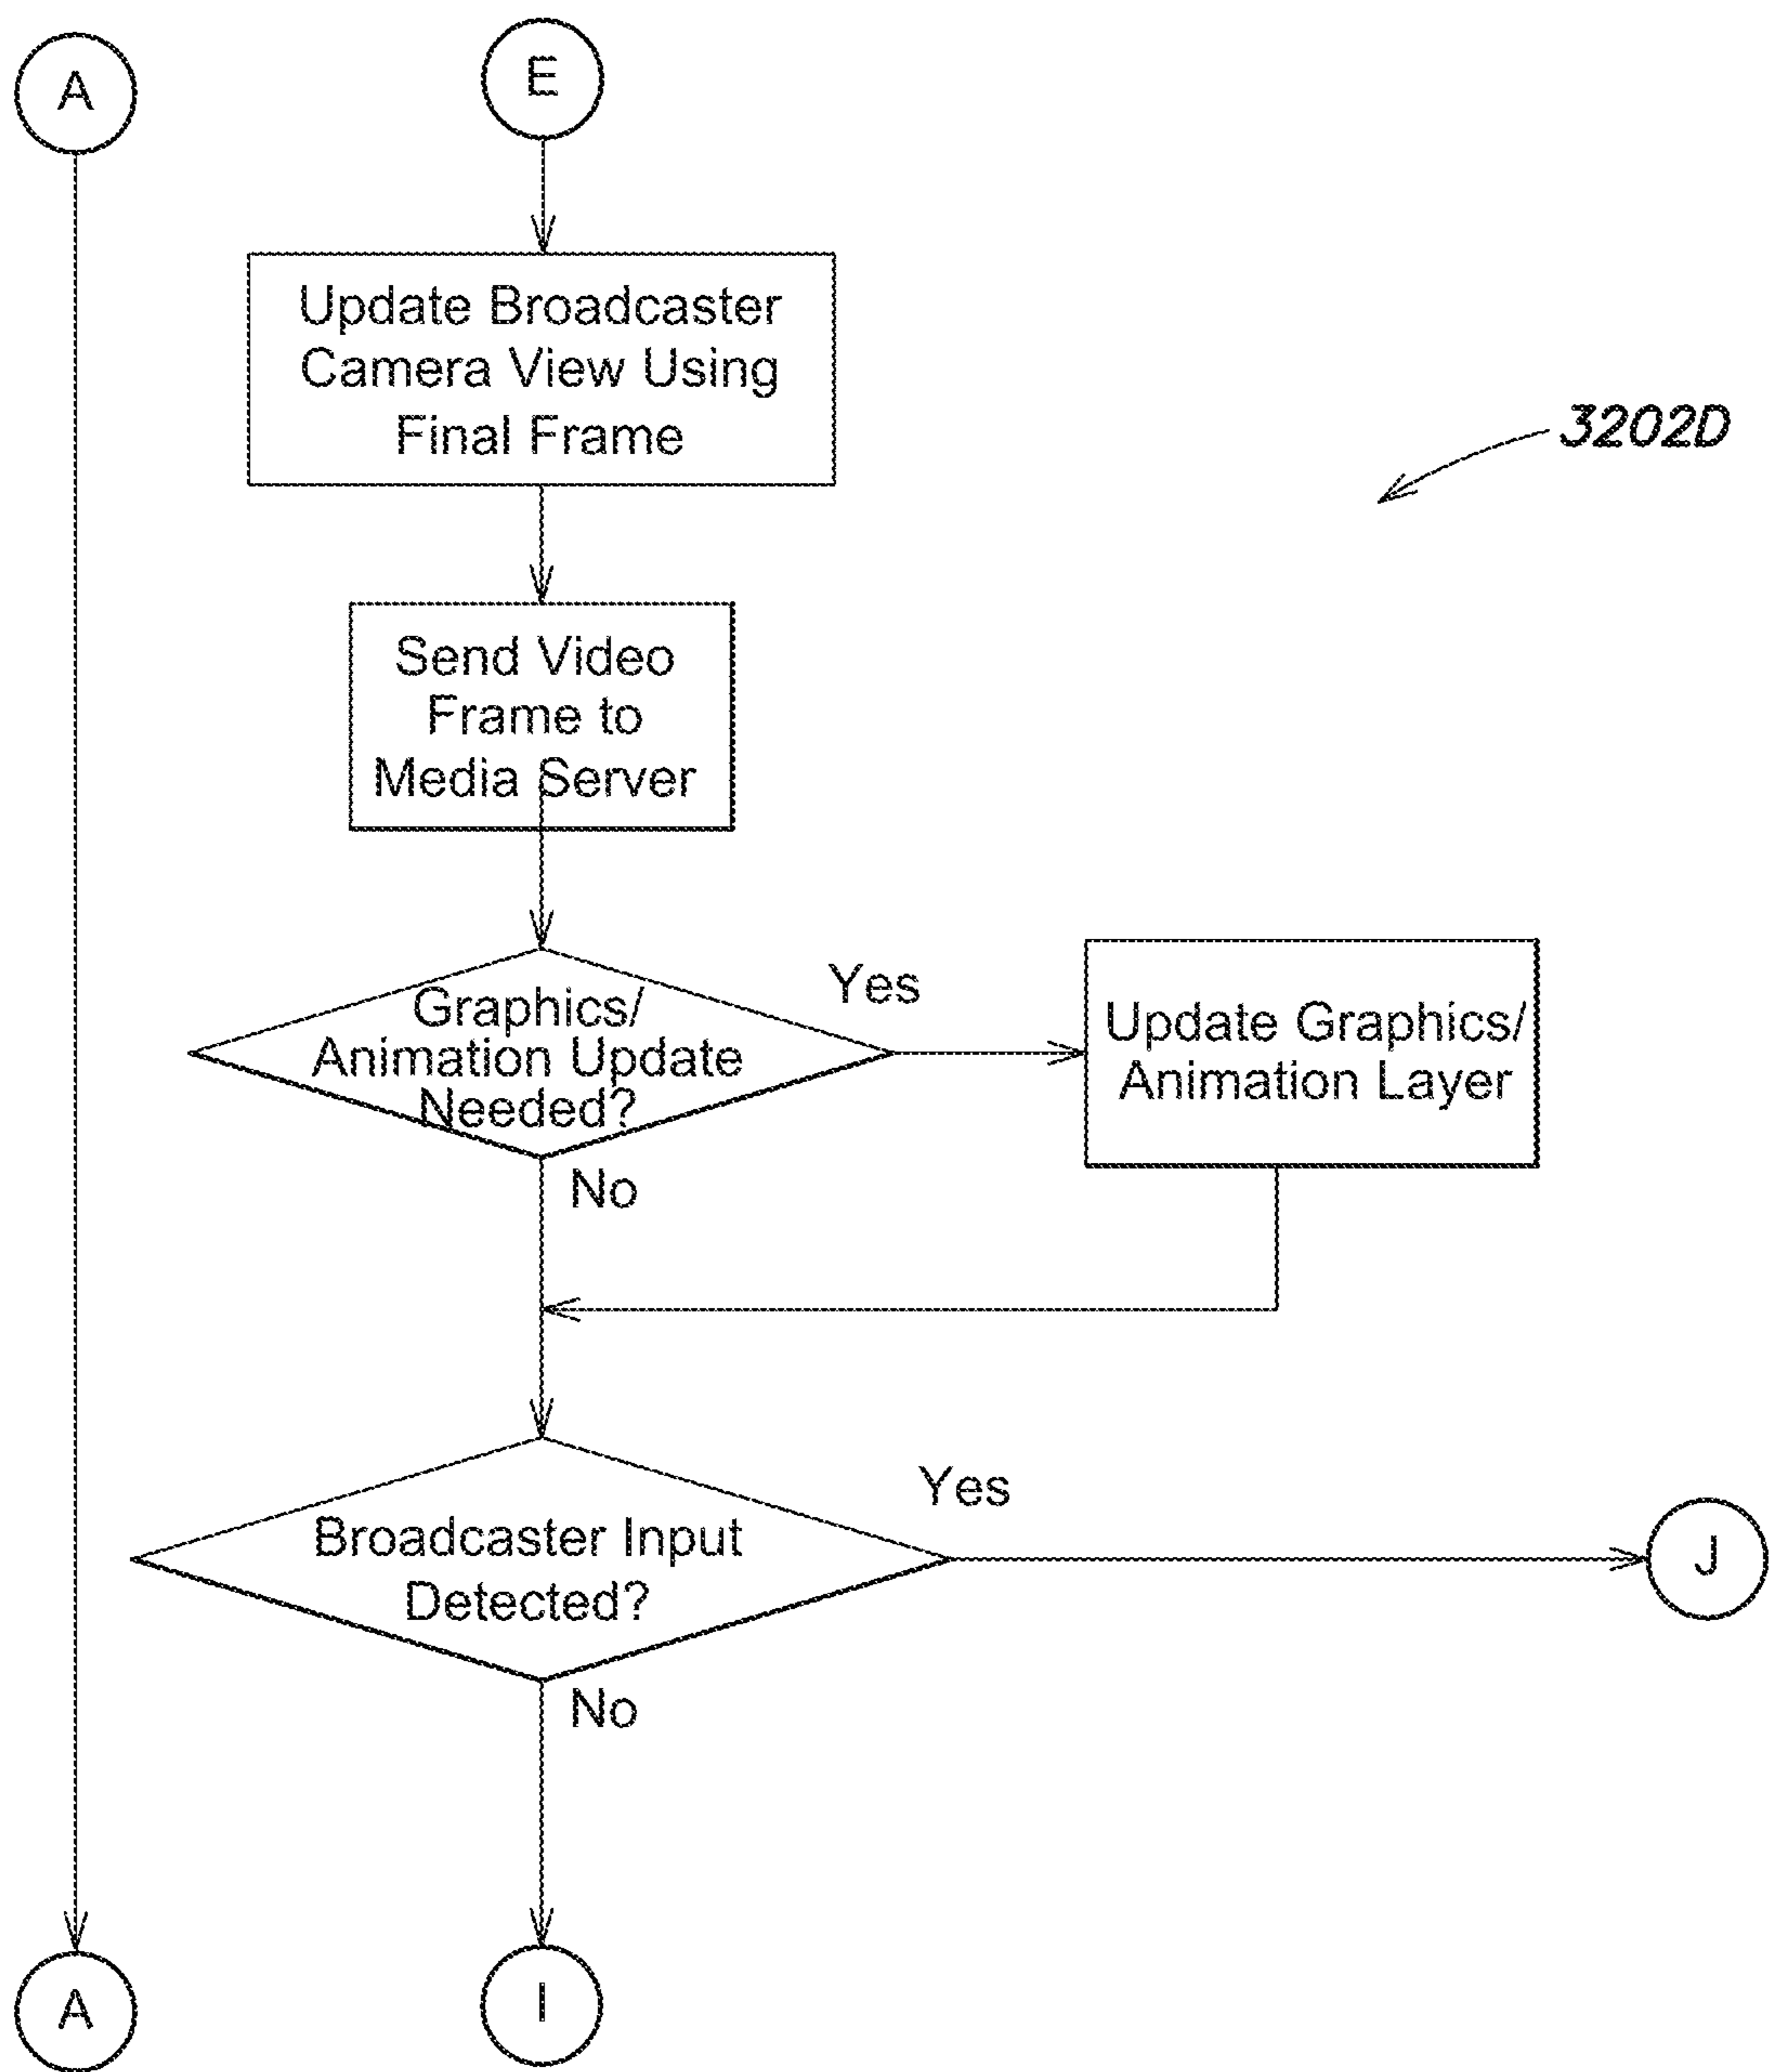 A
E
Update Broadcaster
Camera View Using
Final Frame
3202D
Send Video
Frame to
Media Server
Graphics/
Animation Update
Needed?
Yes
Update Graphics/
Animation Layer
No
Broadcaster Input
Detected?
Yes
J
No
A
I